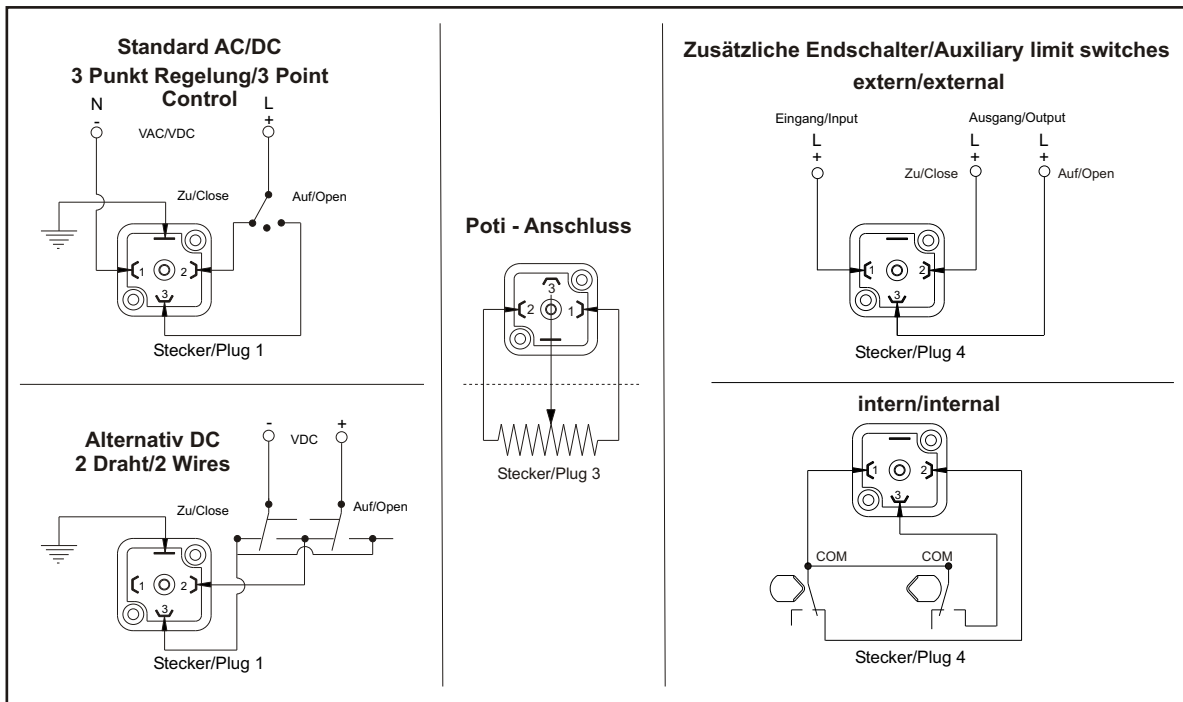 Standard AC/DC
3 Punkt Regelung/3 Point
Control
N
-
L
+
VAC/VDC
Zu/Close
Auf/Open
1
2
3
Stecker/Plug 1
Alternativ DC
2 Draht/2 Wires
-
VDC
+
Zu/Close
Auf/Open
1
2
3
Stecker/Plug 1
Poti - Anschluss
3
2
1
Stecker/Plug 3
Zusätzliche Endschalter/Auxiliary limit switches
extern/external
Eingang/Input
Ausgang/Output
L
+
L
+
L
+
Zu/Close
Auf/Open
1
2
3
Stecker/Plug 4
intern/internal
1
2
3
COM
COM
Stecker/Plug 4